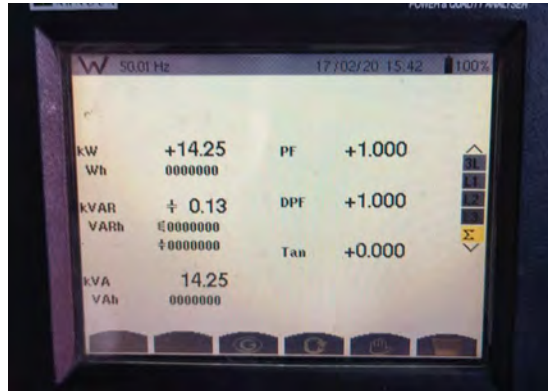 POWER & QUALITY ANALYSER
W 50.01 Hz 17/02/20 15:42 100%
kW +14.25 PF +1.000
Wh 0000000
kVAR ÷ 0.13 DPF +1.000
VARh 0000000
÷0000000
Tan +0.000
kVA 14.25
VAh 0000000
3L
L1
L2
L3
Σ
G